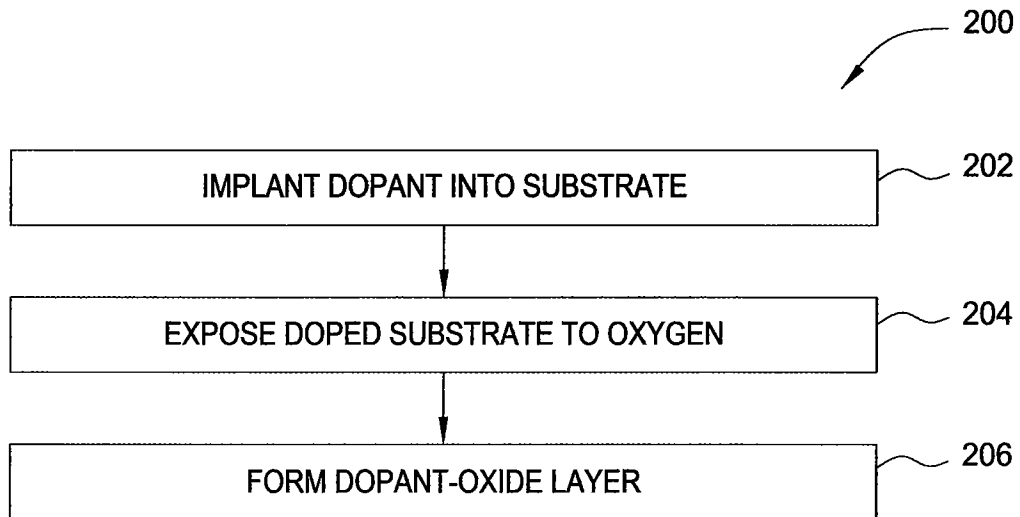 200
IMPLANT DOPANT INTO SUBSTRATE
202
EXPOSE DOPED SUBSTRATE TO OXYGEN
204
FORM DOPANT-OXIDE LAYER
206